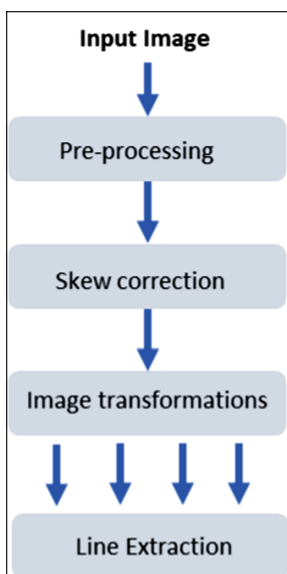 Input Image
Pre-processing
Skew correction
Image transformations
Line Extraction